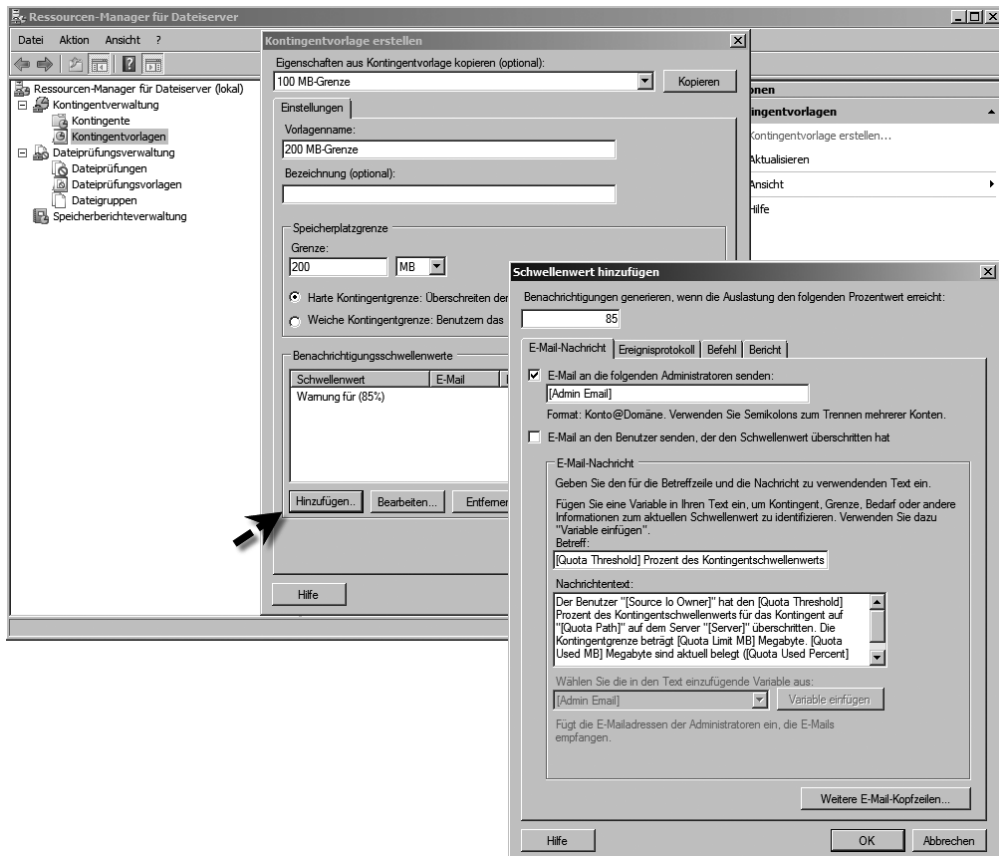 Ressourcen-Manager für Dateiserver
Datei Aktion Ansicht ?
Ressourcen-Manager für Dateiserver (lokal)
Kontingentverwaltung
Kontingente
Kontingentvorlagen
Dateiprüfungsverwaltung
Dateiprüfungen
Dateiprüfungsvorlagen
Dateigruppen
Speicherberichteverwaltung
Kontingentvorlage erstellen
Eigenschaften aus Kontingentvorlage kopieren (optional):
100 MB-Grenze
Kopieren
Einstellungen
Vorlagenname:
200 MB-Grenze
Bezeichnung (optional):
Speicherplatzgrenze
Grenze:
200 MB
Harte Kontingentgrenze: Überschreiten der
Weiche Kontingentgrenze: Benutzern das
Benachrichtigungsschwellenwerte
Schwellenwert E-Mail
Warnung für (85%)
Hinzufügen... Bearbeiten... Entfernen
Hilfe
onen
ingentvorlagen
Kontingentvorlage erstellen...
Aktualisieren
Ansicht
Hilfe
Schwellenwert hinzufügen
Benachrichtigungen generieren, wenn die Auslastung den folgenden Prozentwert erreicht:
85
E-Mail-Nachricht Ereignisprotokoll Befehl Bericht
E-Mail an die folgenden Administratoren senden:
[Admin Email]
Format: Konto@Domäne. Verwenden Sie Semikolons zum Trennen mehrerer Konten.
E-Mail an den Benutzer senden, der den Schwellenwert überschritten hat
E-Mail-Nachricht
Geben Sie den für die Betreffzeile und die Nachricht zu verwendenden Text ein.
Fügen Sie eine Variable in Ihren Text ein, um Kontingent, Grenze, Bedarf oder andere
Informationen zum aktuellen Schwellenwert zu identifizieren. Verwenden Sie dazu
"Variable einfügen".
Betreff:
[Quota Threshold] Prozent des Kontingentschwellenwerts
Nachrichtentext:
Der Benutzer "[Source Io Owner]" hat den [Quota Threshold]
Prozent des Kontingentschwellenwerts für das Kontingent auf
"[Quota Path]" auf dem Server "[Server]" überschritten. Die
Kontingentgrenze beträgt [Quota Limit MB] Megabyte. [Quota
Used MB] Megabyte sind aktuell belegt ([Quota Used Percent]
Wählen Sie die in den Text einzufügende Variable aus:
[Admin Email]
Variable einfügen
Fügt die E-Mailadressen der Administratoren ein, die E-Mails
empfangen.
Weitere E-Mail-Kopfzeilen...
Hilfe OK Abbrechen